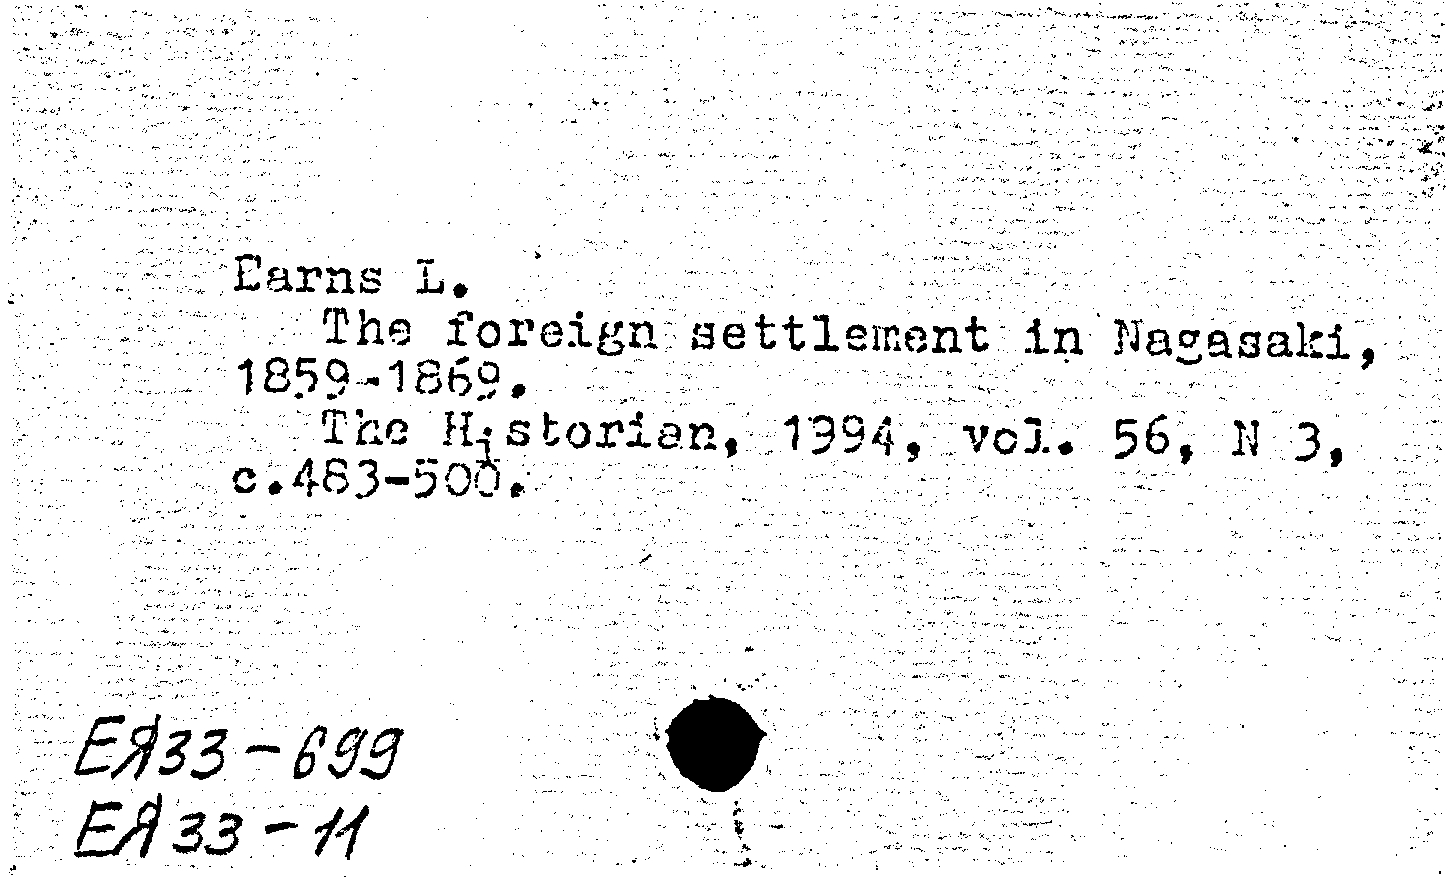 Earns L.
The foreign settlement in Nagasaki,
1859-1869.
The Historian, 1994, vol. 56, N 3,
c.483-500.
ЕЯ33-699
ЕЯ33-11